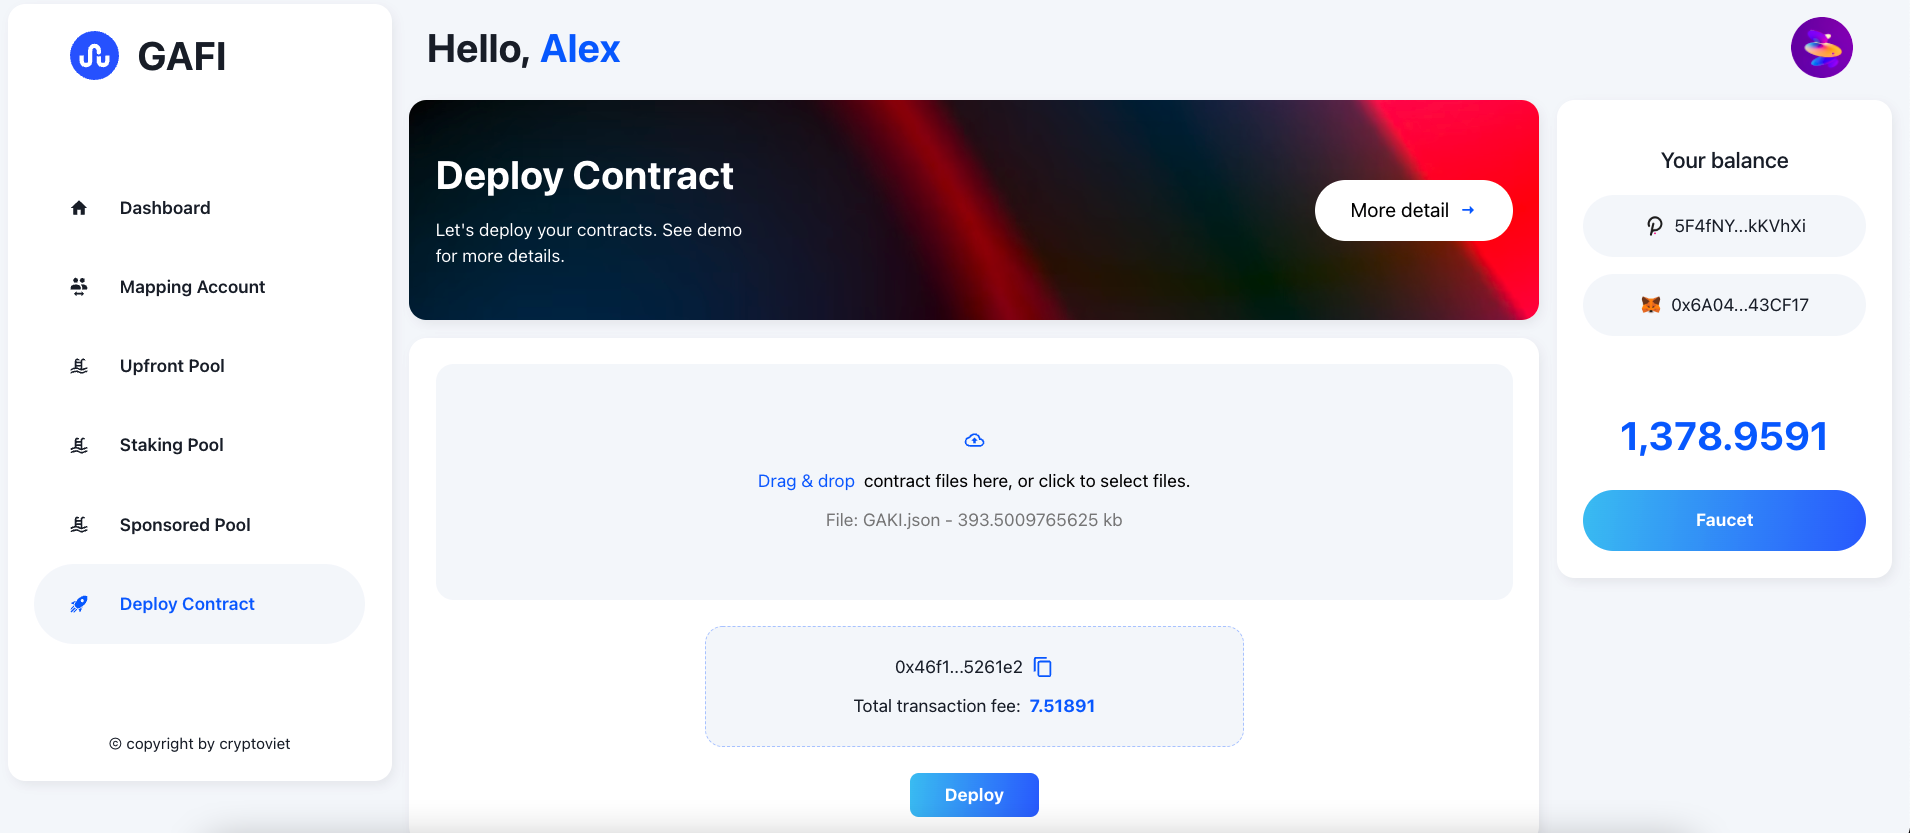 GAFI
Dashboard
Mapping Account
Upfront Pool
Staking Pool
Sponsored Pool
Deploy Contract
© copyright by cryptoviet
Hello, Alex
Deploy Contract
Let's deploy your contracts. See demo
for more details.
More detail →
Drag & drop contract files here, or click to select files.
File: GAKI.json - 393.5009765625 kb
0x46f1...5261e2
Total transaction fee: 7.51891
Deploy
Your balance
5F4fNY...kKVhXi
0x6A04...43CF17
1,378.9591
Faucet